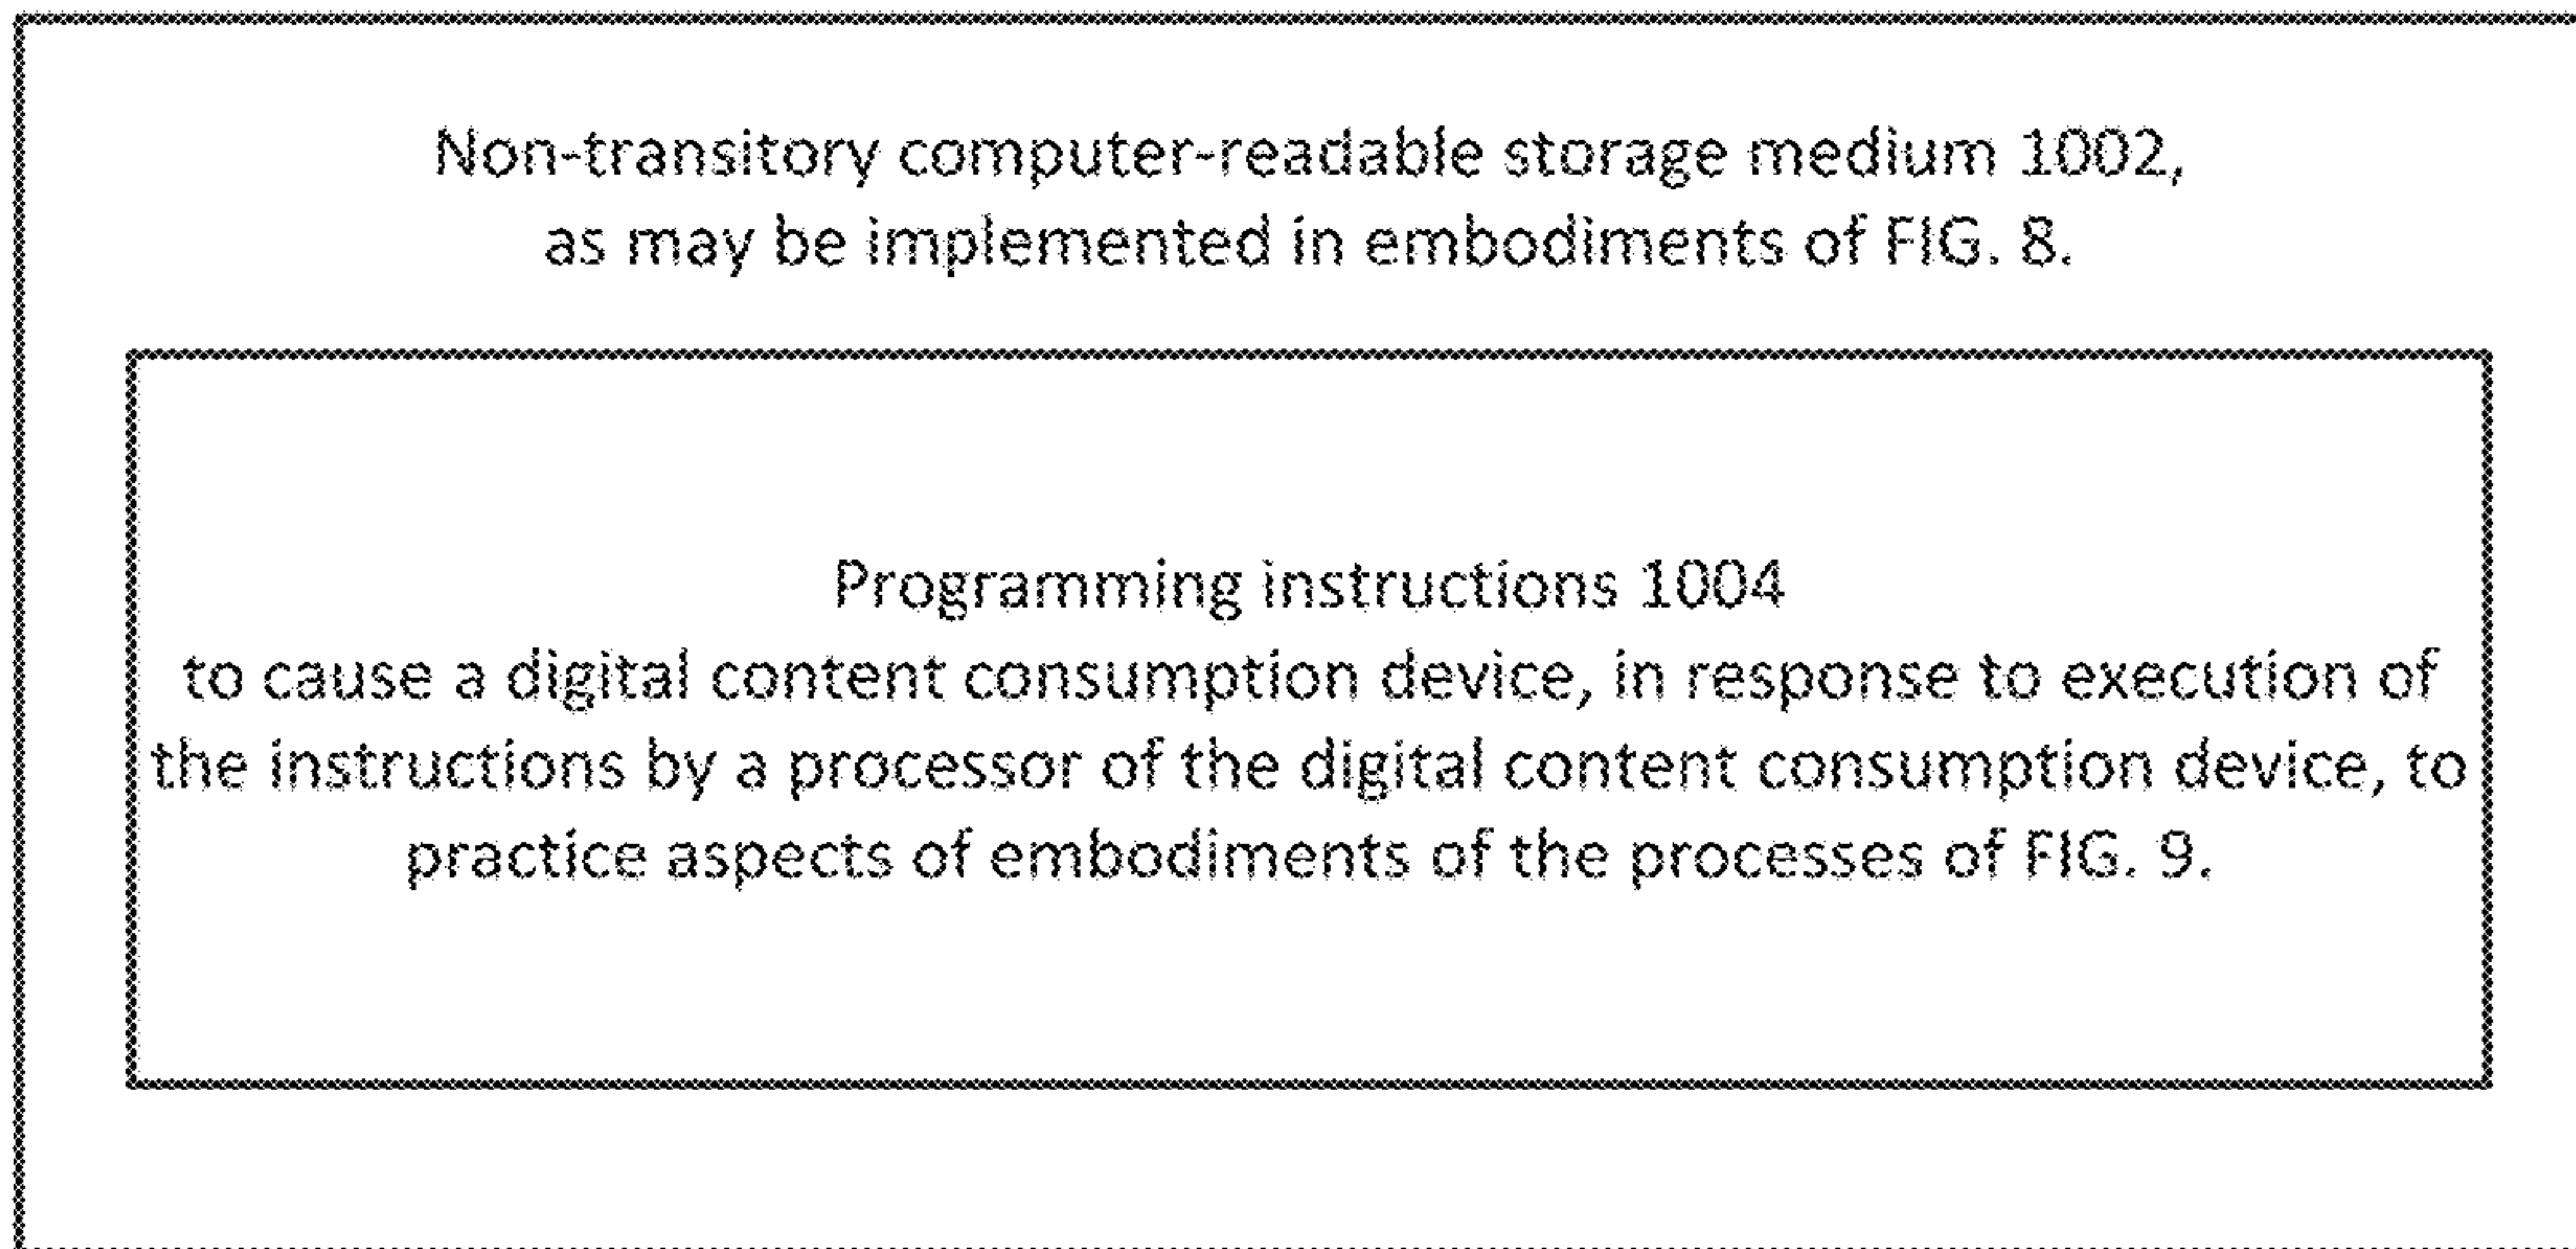 Non-transitory computer-readable storage medium 1002,
as may be implemented in embodiments of FIG. 8.
Programming instructions 1004
to cause a digital content consumption device, in response to execution of
the instructions by a processor of the digital content consumption device, to
practice aspects of embodiments of the processes of FIG. 9.